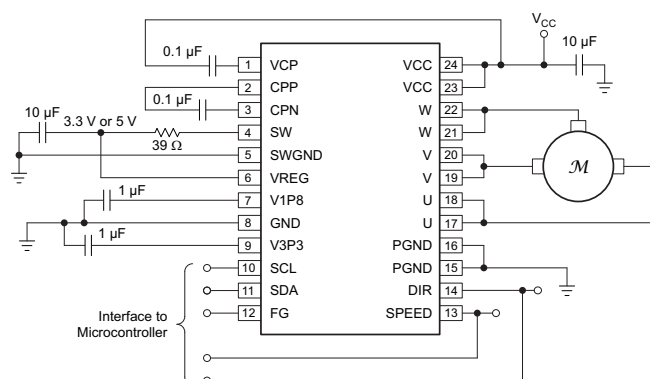 V_CC
0.1 µF
10 µF
1 VCP
VCC 24
2 CPP
VCC 23
0.1 µF
3 CPN
W 22
10 µF
3.3 V or 5 V
4 SW
W 21
39 Ω
5 SWGND
V 20
M
6 VREG
V 19
1 µF
7 V1P8
U 18
8 GND
U 17
1 µF
9 V3P3
PGND 16
10 SCL
PGND 15
11 SDA
DIR 14
Interface to
Microcontroller
12 FG
SPEED 13